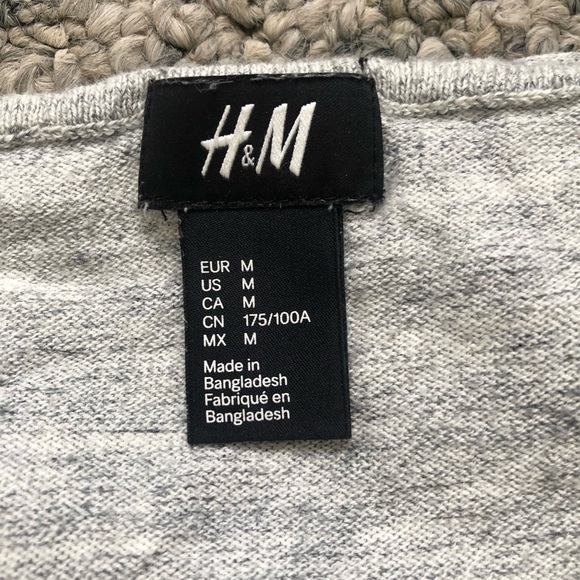 H&M
EUR M
US M
CA M
CN 175/100A
MX M
Made in
Bangladesh
Fabriqué en
Bangladesh